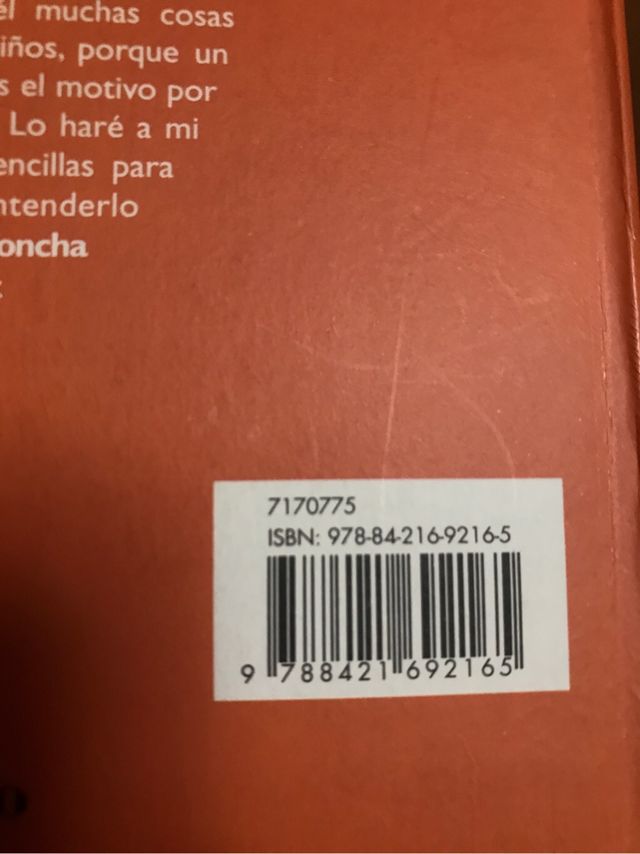 él muchas cosas
iños, porque un
s el motivo por
Lo haré a mi
encillas para
ntenderlo
oncha
7170775
ISBN: 978-84-216-9216-5
9 788421 692165